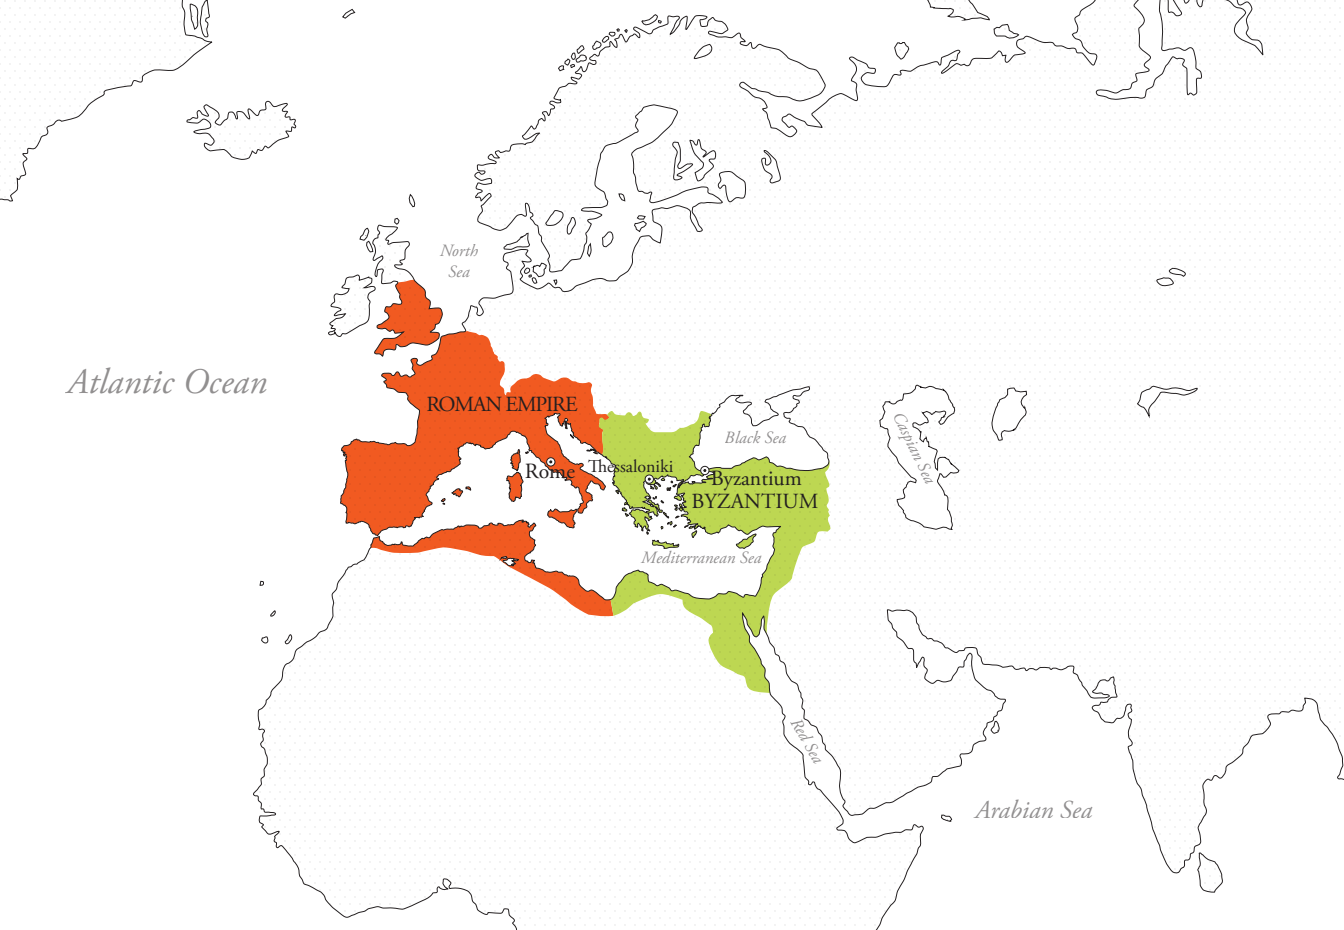 North
Sea
Atlantic Ocean
ROMAN EMPIRE
Black Sea
Caspian Sea
Rome
Thessaloniki
Byzantium
BYZANTIUM
Mediterranean Sea
Red Sea
Arabian Sea